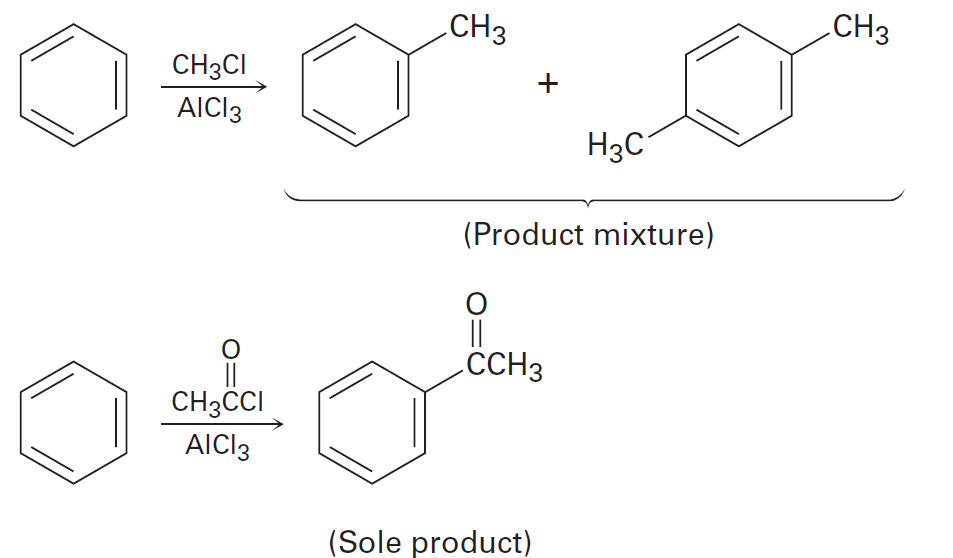 CH3
+
CH3
CH3Cl
AlCl3
H3C
(Product mixture)
O
CCH3
O
CH3CCl
AlCl3
(Sole product)